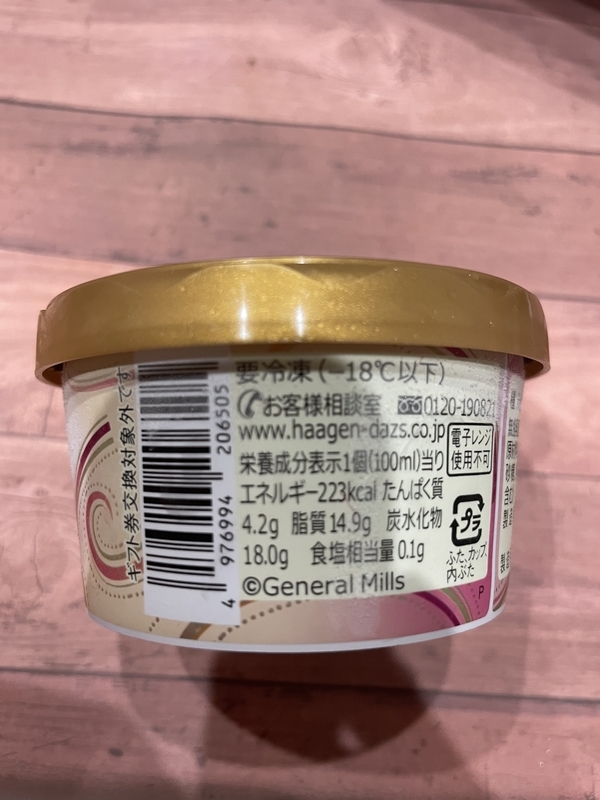 ギフト券交換対象外です
4 976994 206505
要冷凍(−18℃以下)
お客様相談室 0120-190821
www.haagen-dazs.co.jp
電子レンジ
使用不可
栄養成分表示1個(100ml)当り
エネルギー223kcal たんぱく質
4.2g 脂質14.9g 炭水化物
18.0g 食塩相当量0.1g
©General Mills
プラ
ふた、カップ、
内ぶた
P